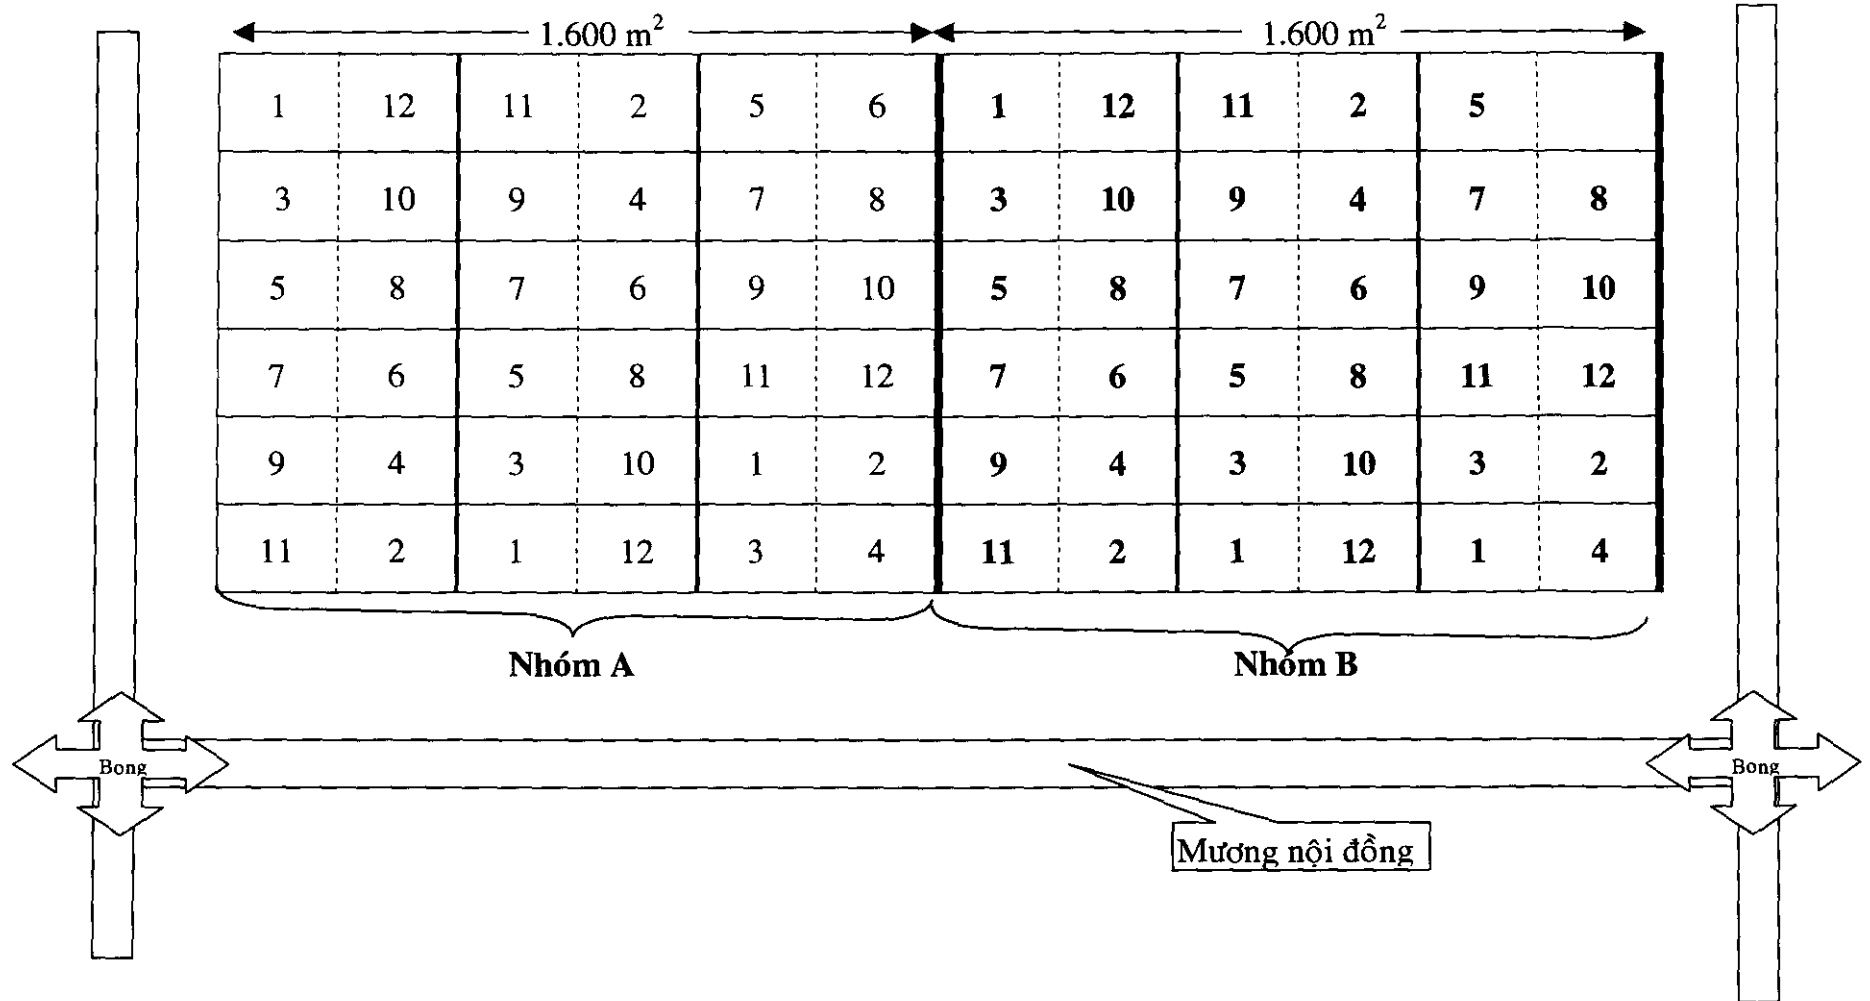 1.600 m² 1.600 m²
1 12 11 2 5 6 1 12 11 2 5
3 10 9 4 7 8 3 10 9 4 7 8
5 8 7 6 9 10 5 8 7 6 9 10
7 6 5 8 11 12 7 6 5 8 11 12
9 4 3 10 1 2 9 4 3 10 3 2
11 2 1 12 3 4 11 2 1 12 1 4
Nhóm A Nhóm B
Bong Bong
Mương nội đồng